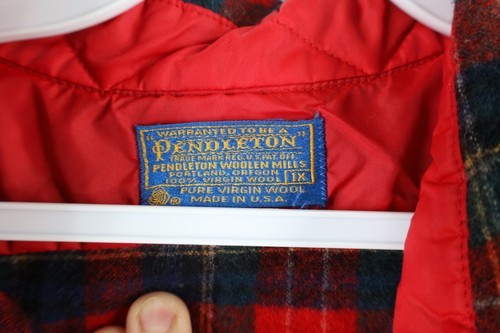 "WARRANTED TO BE A"
PENDLETON
TRADE MARK REG. U.S. PAT. OFF.
PENDLETON WOOLEN MILLS
PORTLAND, OREGON
100% VIRGIN WOOL 1X
PURE VIRGIN WOOL
MADE IN U.S.A.